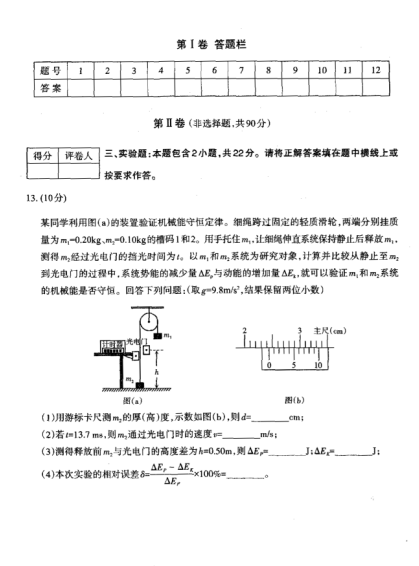 第Ⅰ卷 答题栏
题号 1 2 3 4 5 6 7 8 9 10 11 12
答案
第Ⅱ卷(非选择题,共90分)
得分 评卷人
三、实验题:本题包含2小题,共22分。请将正解答案填在题中横线上或
按要求作答。
13.(10分)
某同学利用图(a)的装置验证机械能守恒定律。细绳跨过固定的轻质滑轮,两端分别挂质
量为m₁=0.20kg、m₂=0.10kg的槽码1和2。用手托住m₁,让细绳伸直系统保持静止后释放m₁,
测得m₂经过光电门的挡光时间为t。以m₁和m₂系统为研究对象,计算并比较从静止至m₂
到光电门的过程中,系统势能的减少量ΔEₚ与动能的增加量ΔEₖ,就可以验证m₁和m₂系统
的机械能是否守恒。回答下列问题:(取g=9.8m/s²,结果保留两位小数)
计时器 光电门 m₁
m₂ h
图(a)
2 3 主尺(cm)
0 5 10
图(b)
(1)用游标卡尺测m₂的厚(高)度,示数如图(b),则d=______cm;
(2)若t=13.7 ms,则m₂通过光电门时的速度v=______m/s;
(3)测得释放前m₂与光电门的高度差为h=0.50m,则ΔEₚ=______J;ΔEₖ=______J;
(4)本次实验的相对误差δ=(ΔEₚ-ΔEₖ)/ΔEₚ×100%=______。